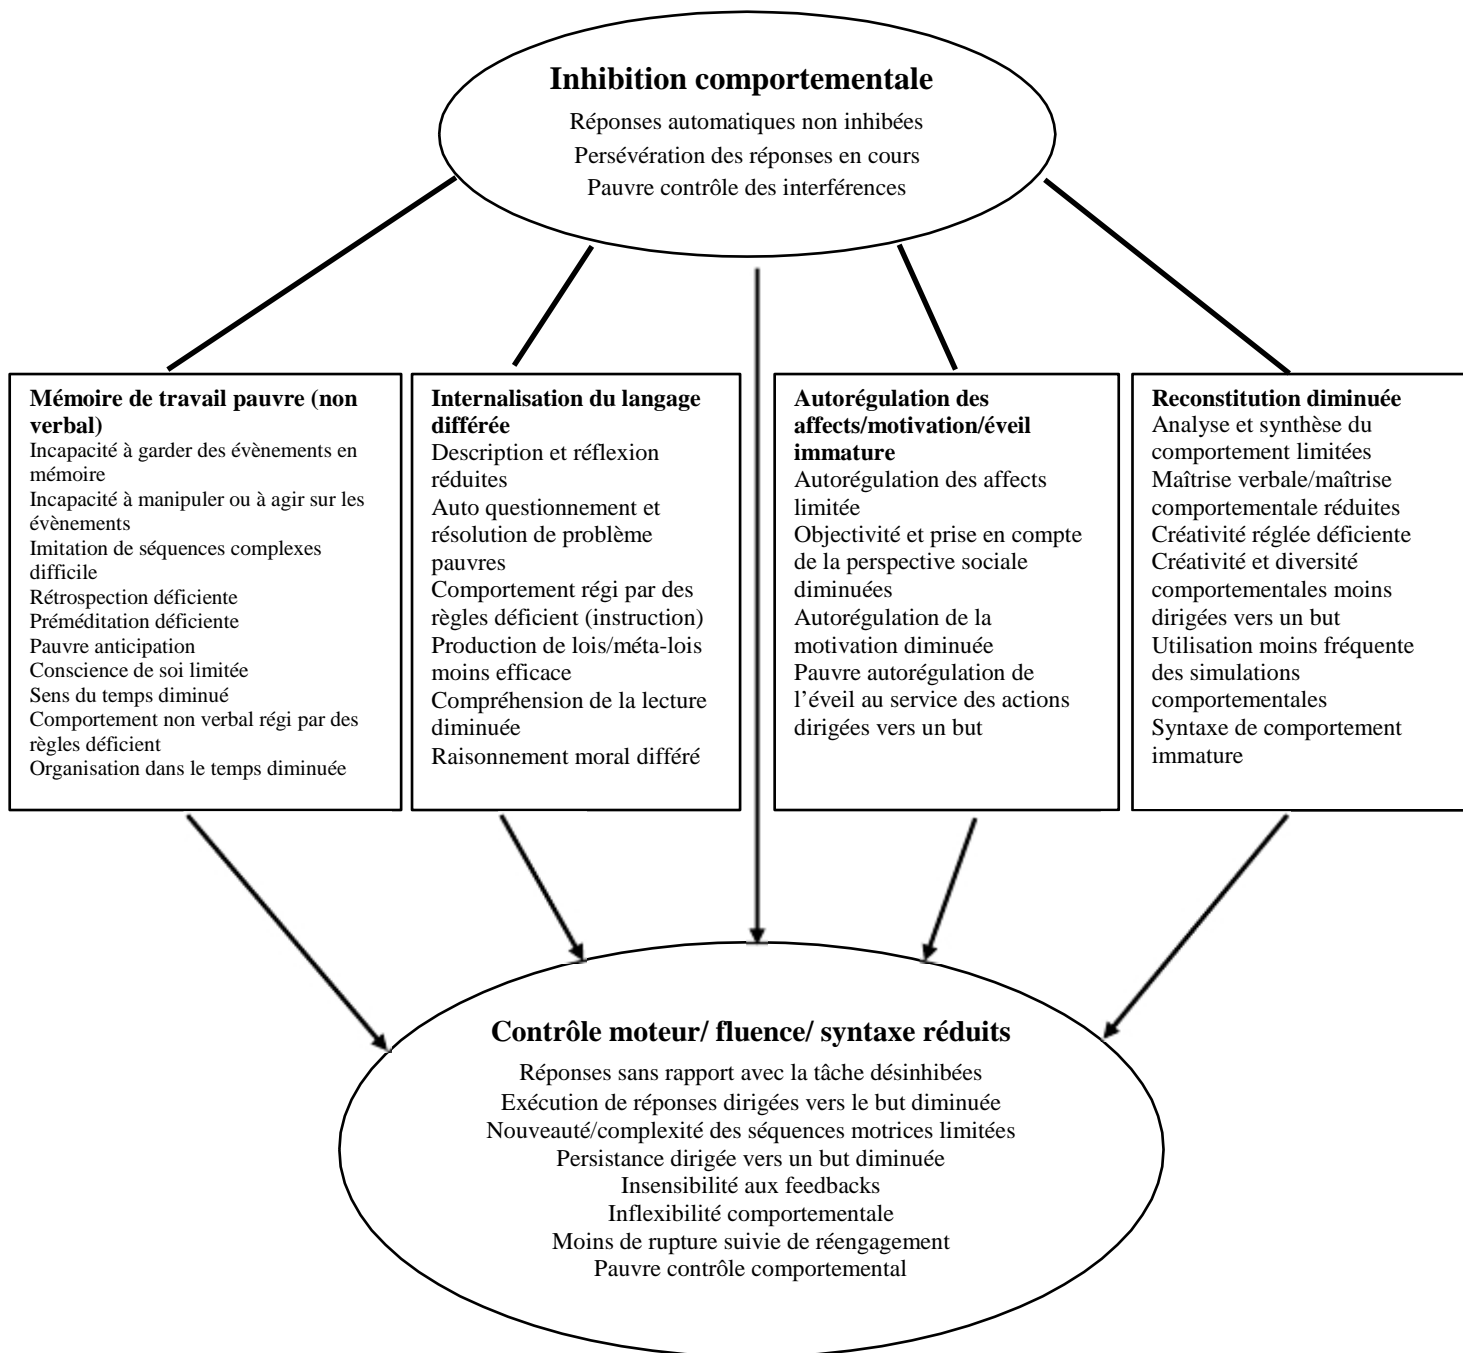 Inhibition comportementale
Réponses automatiques non inhibées
Persévération des réponses en cours
Pauvre contrôle des interférences
Mémoire de travail pauvre (non
verbal)
Incapacité à garder des évènements en
mémoire
Incapacité à manipuler ou à agir sur les
évènements
Imitation de séquences complexes
difficile
Rétrospection déficiente
Préméditation déficiente
Pauvre anticipation
Conscience de soi limitée
Sens du temps diminué
Comportement non verbal régi par des
règles déficient
Organisation dans le temps diminuée
Internalisation du langage
différée
Description et réflexion
réduites
Auto questionnement et
résolution de problème
pauvres
Comportement régi par des
règles déficient (instruction)
Production de lois/méta-lois
moins efficace
Compréhension de la lecture
diminuée
Raisonnement moral différé
Autorégulation des
affects/motivation/éveil
immature
Autorégulation des affects
limitée
Objectivité et prise en compte
de la perspective sociale
diminuées
Autorégulation de la
motivation diminuée
Pauvre autorégulation de
l’éveil au service des actions
dirigées vers un but
Reconstitution diminuée
Analyse et synthèse du
comportement limitées
Maîtrise verbale/maîtrise
comportementale réduites
Créativité réglée déficiente
Créativité et diversité
comportementales moins
dirigées vers un but
Utilisation moins fréquente
des simulations
comportementales
Syntaxe de comportement
immature
Contrôle moteur/ fluence/ syntaxe réduits
Réponses sans rapport avec la tâche désinhibées
Exécution de réponses dirigées vers le but diminuée
Nouveauté/complexité des séquences motrices limitées
Persistance dirigée vers un but diminuée
Insensibilité aux feedbacks
Inflexibilité comportementale
Moins de rupture suivie de réengagement
Pauvre contrôle comportemental